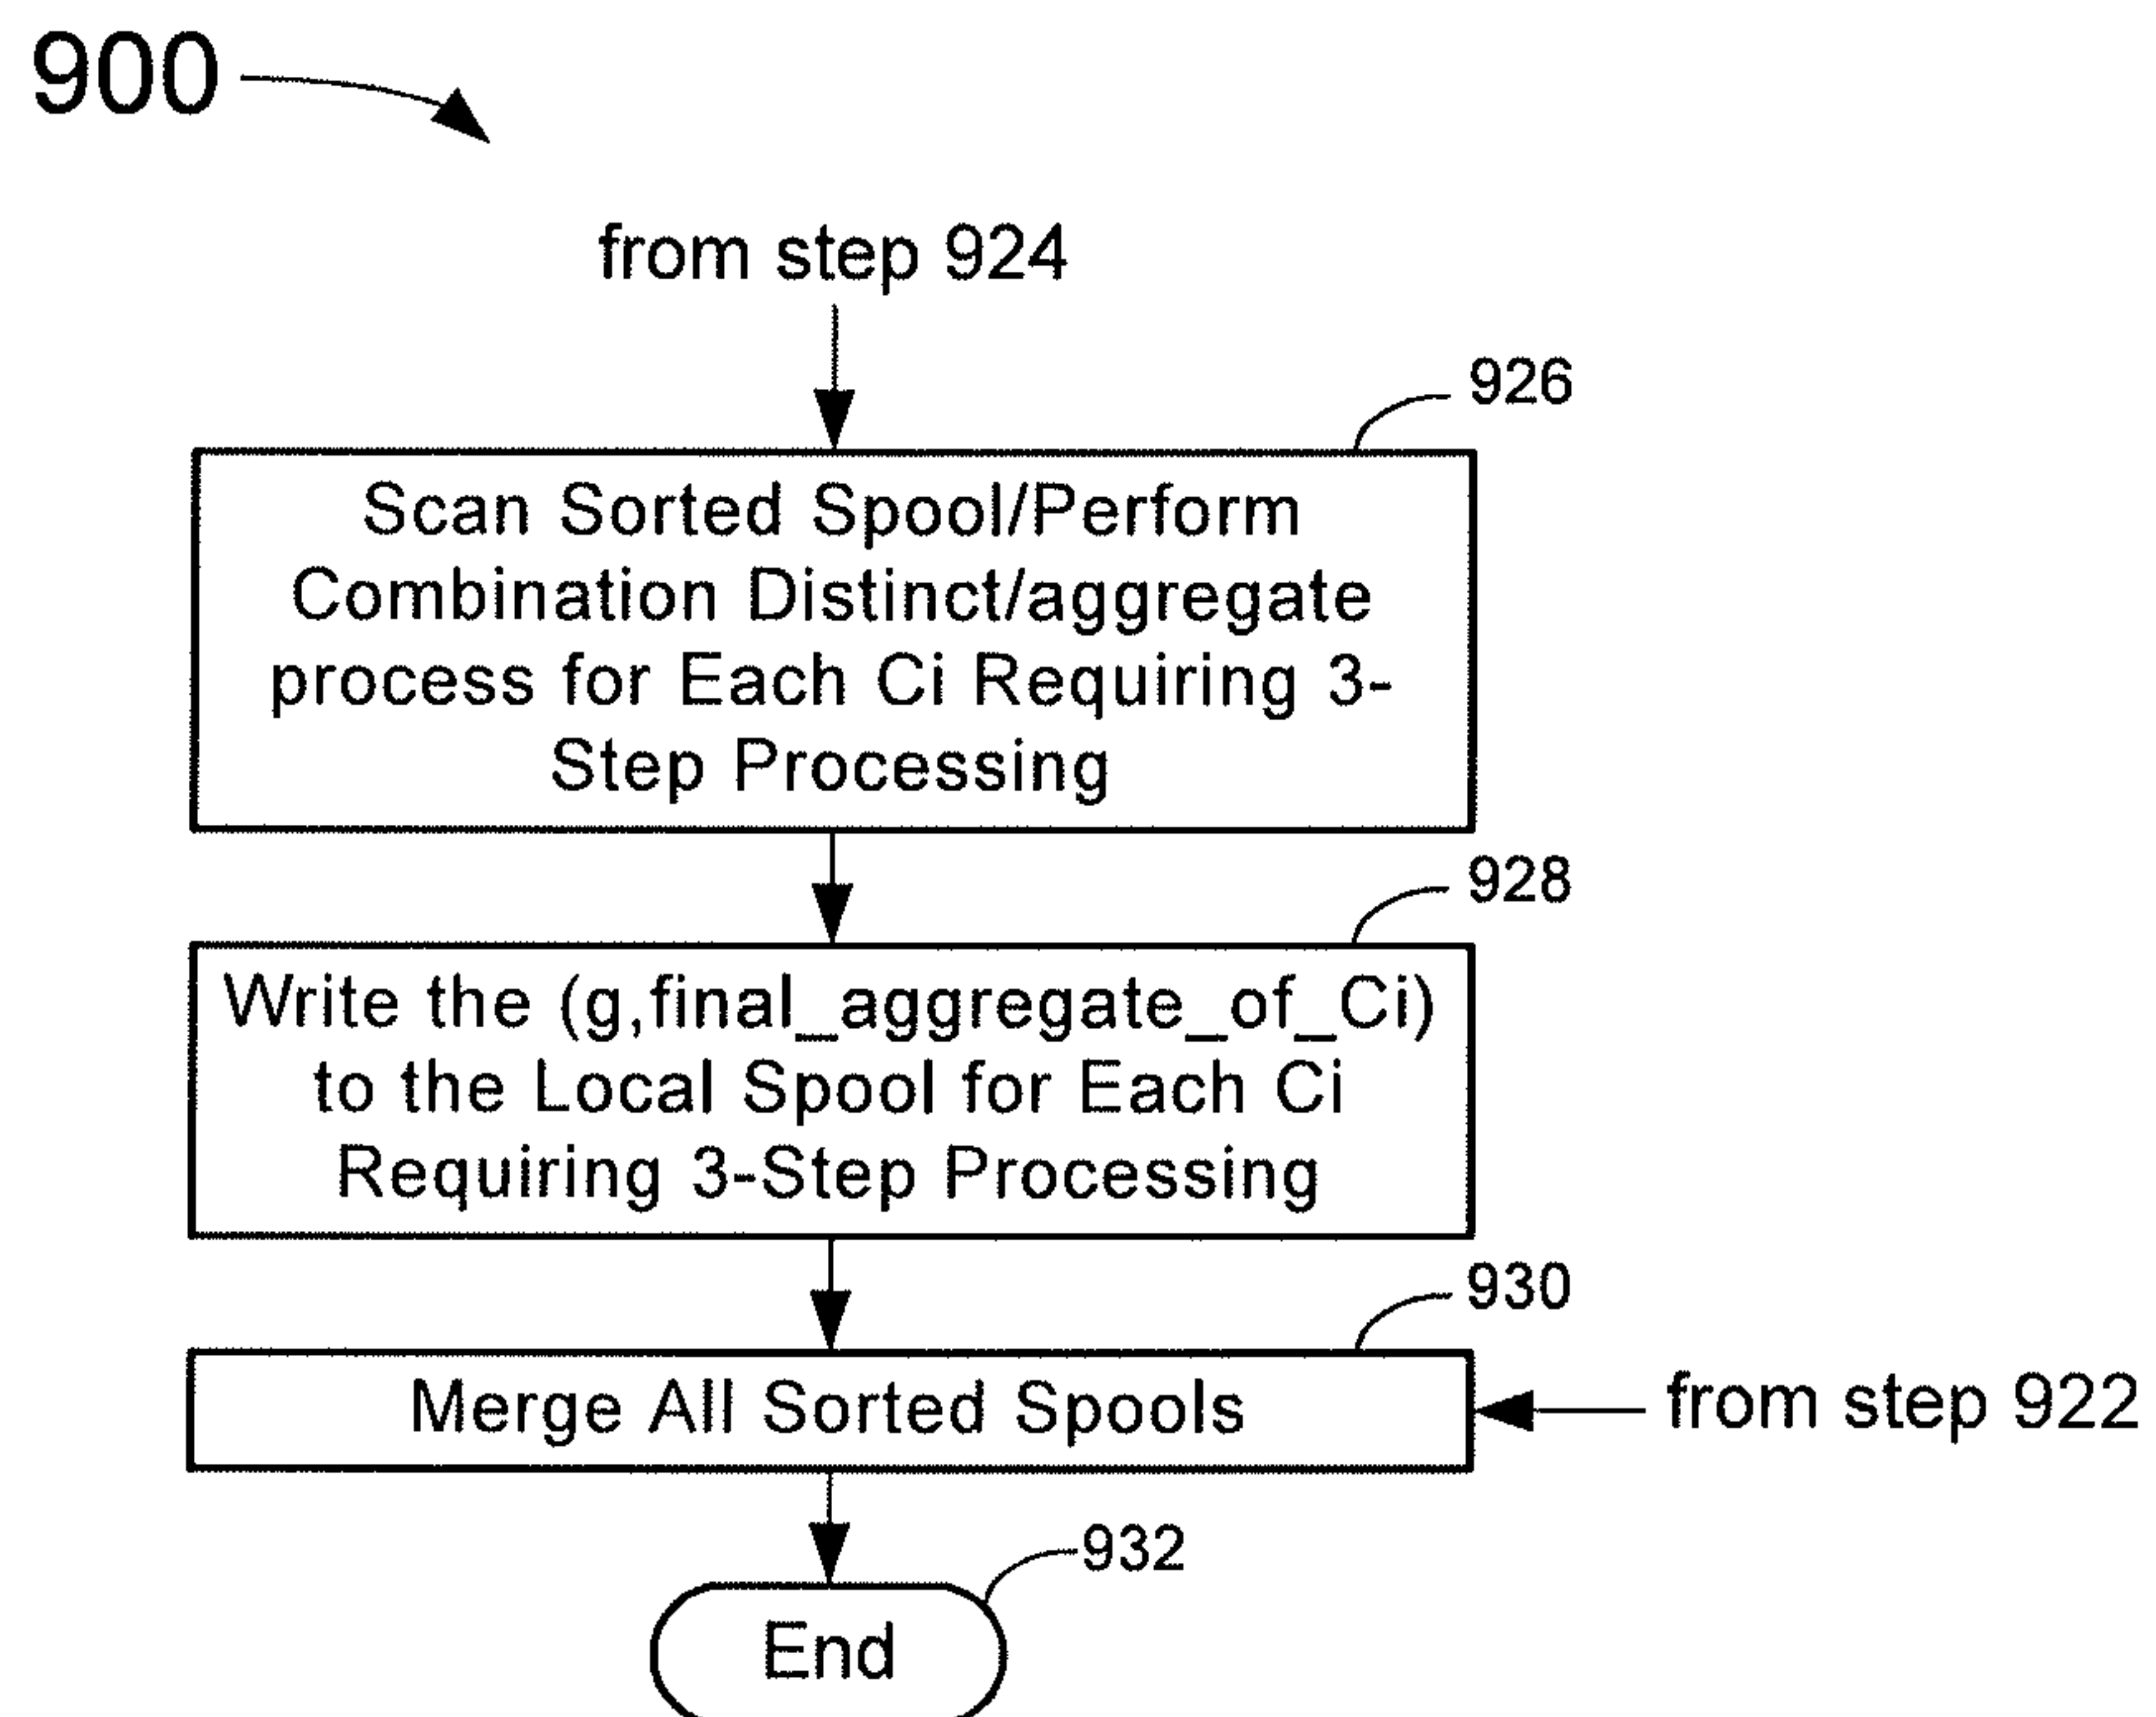 900
from step 924
926
Scan Sorted Spool/Perform
Combination Distinct/aggregate
process for Each Ci Requiring 3-
Step Processing
928
Write the (g,final_aggregate_of_Ci)
to the Local Spool for Each Ci
Requiring 3-Step Processing
930
Merge All Sorted Spools
from step 922
932
End